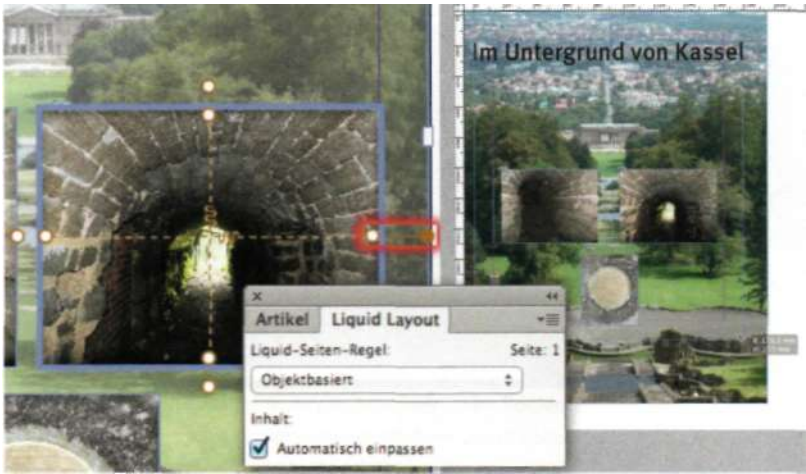 Im Untergrund von Kassel
Artikel
Liquid Layout
Liquid-Seiten-Regel:
Seite: 1
Objektbasiert
Inhalt:
Automatisch einpassen